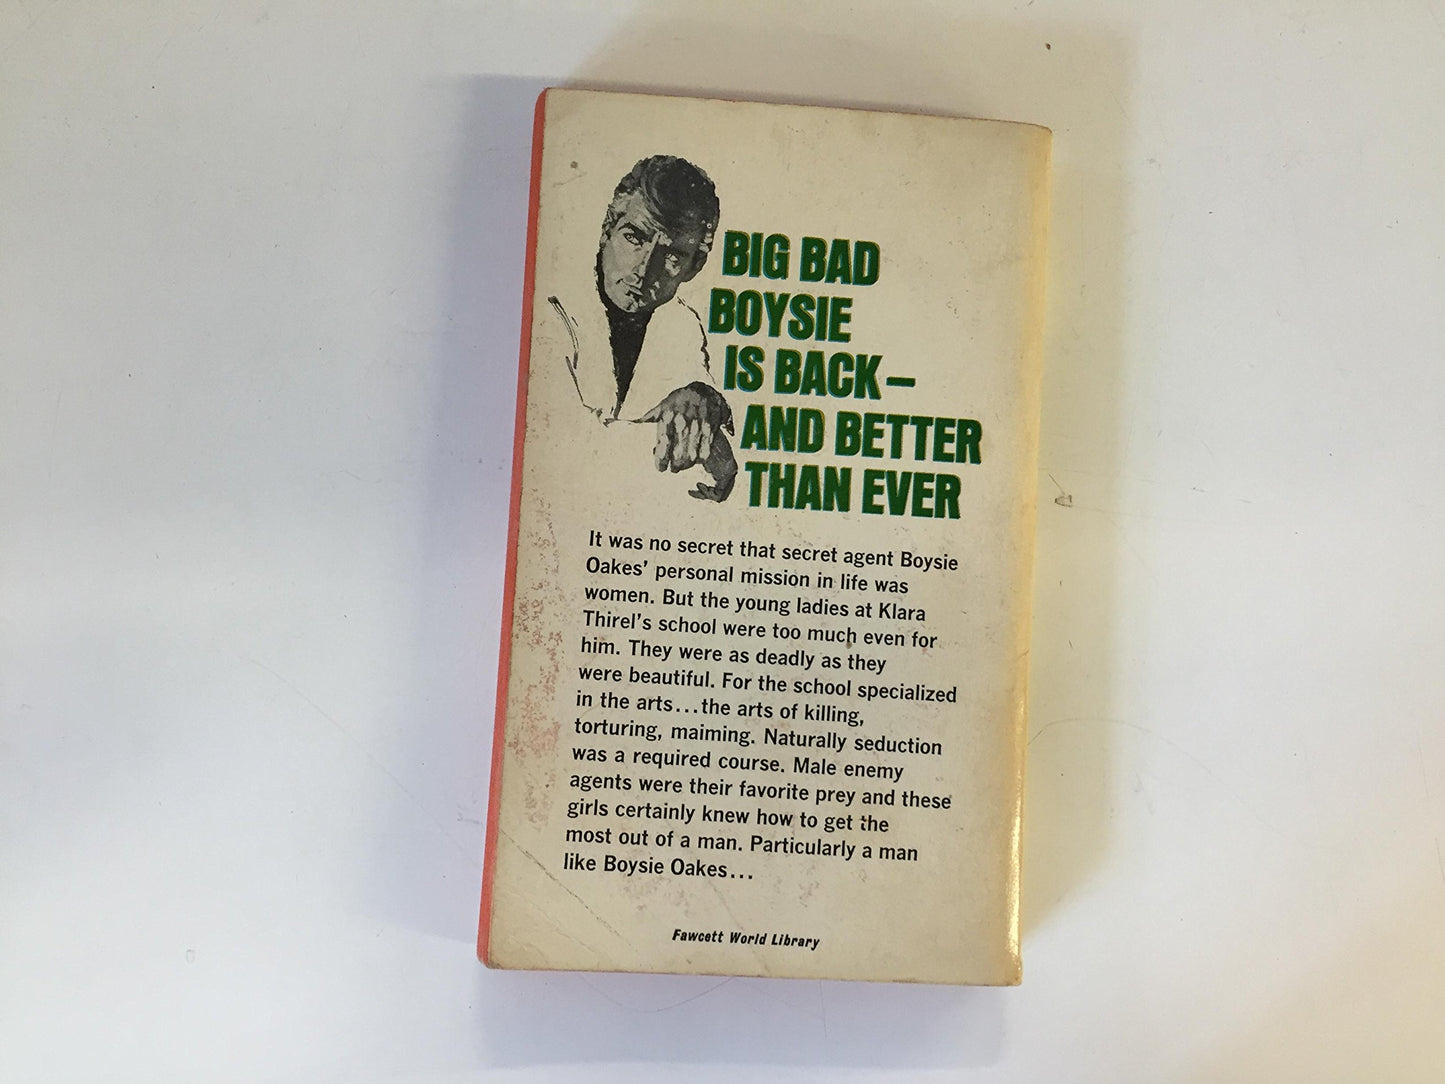 BIG BAD
BOYSIE
IS BACK–
AND BETTER
THAN EVER
It was no secret that secret agent Boysie
Oakes' personal mission in life was
women. But the young ladies at Klara
Thirel's school were too much even for
him. They were as deadly as they
were beautiful. For the school specialized
in the arts...the arts of killing,
torturing, maiming. Naturally seduction
was a required course. Male enemy
agents were their favorite prey and these
girls certainly knew how to get the
most out of a man. Particularly a man
like Boysie Oakes...
Fawcett World Library